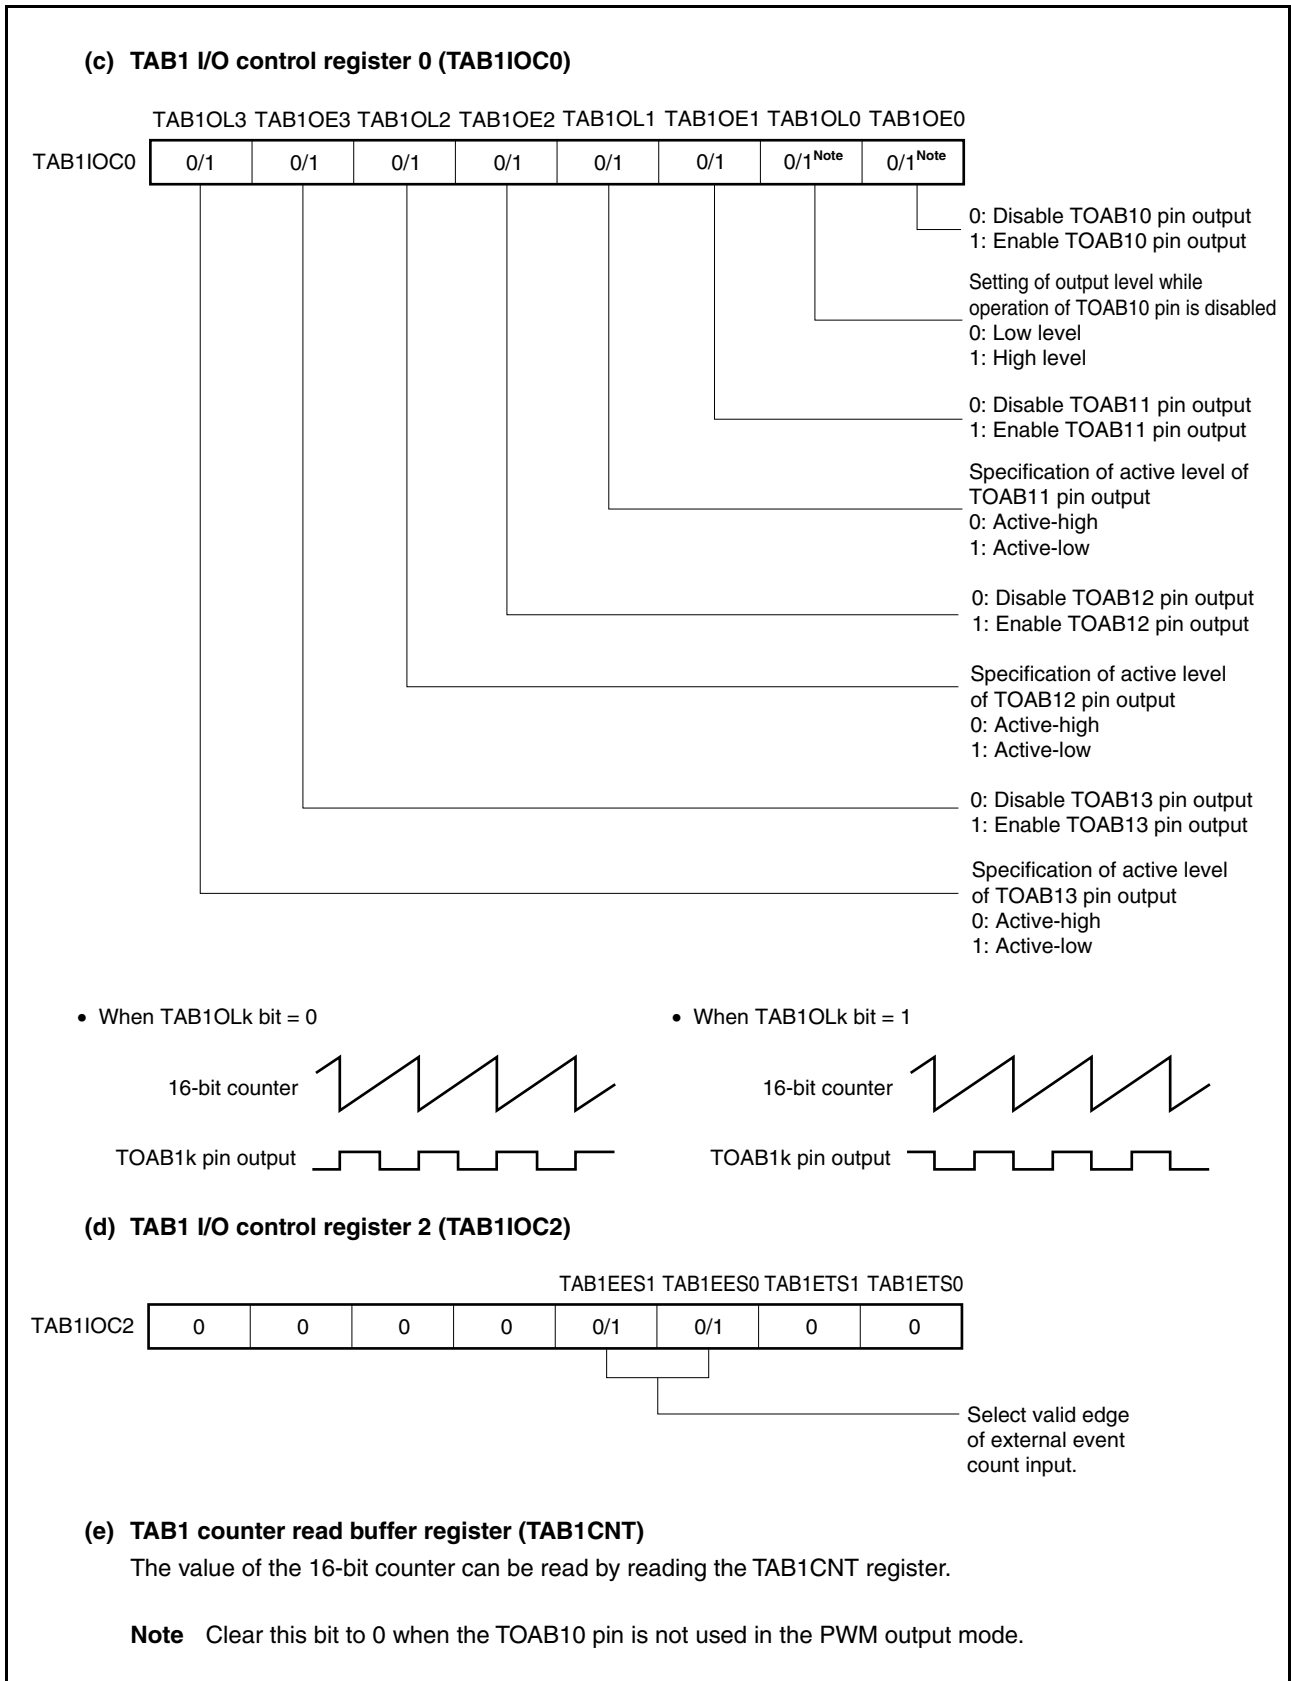 (c) TAB1 I/O control register 0 (TAB1IOC0)
TAB1OL3 TAB1OE3 TAB1OL2 TAB1OE2 TAB1OL1 TAB1OE1 TAB1OL0 TAB1OE0
TAB1IOC0 0/1 0/1 0/1 0/1 0/1 0/1 0/1Note 0/1Note
0: Disable TOAB10 pin output
1: Enable TOAB10 pin output
Setting of output level while
operation of TOAB10 pin is disabled
0: Low level
1: High level
0: Disable TOAB11 pin output
1: Enable TOAB11 pin output
Specification of active level of
TOAB11 pin output
0: Active-high
1: Active-low
0: Disable TOAB12 pin output
1: Enable TOAB12 pin output
Specification of active level
of TOAB12 pin output
0: Active-high
1: Active-low
0: Disable TOAB13 pin output
1: Enable TOAB13 pin output
Specification of active level
of TOAB13 pin output
0: Active-high
1: Active-low
• When TAB1OLk bit = 0
16-bit counter
TOAB1k pin output
• When TAB1OLk bit = 1
16-bit counter
TOAB1k pin output
(d) TAB1 I/O control register 2 (TAB1IOC2)
TAB1EES1 TAB1EES0 TAB1ETS1 TAB1ETS0
TAB1IOC2 0 0 0 0 0/1 0/1 0 0
Select valid edge
of external event
count input.
(e) TAB1 counter read buffer register (TAB1CNT)
The value of the 16-bit counter can be read by reading the TAB1CNT register.
Note Clear this bit to 0 when the TOAB10 pin is not used in the PWM output mode.